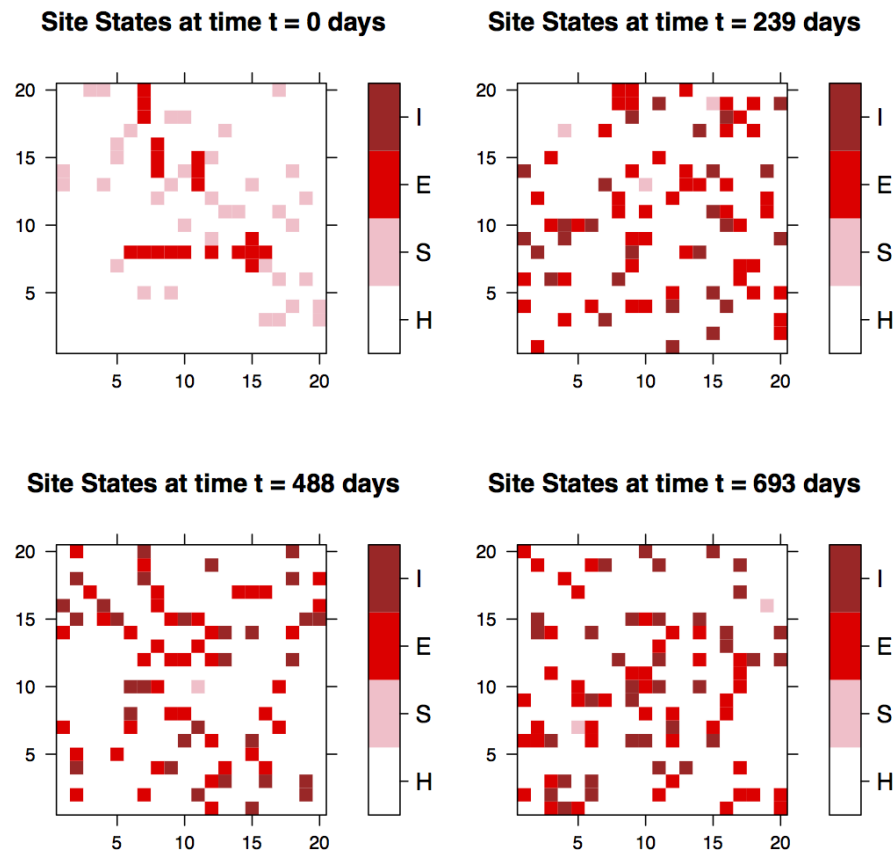 Site States at time t = 0 days
20
15
10
5
5 10 15 20
I
E
S
H
Site States at time t = 239 days
20
15
10
5
5 10 15 20
I
E
S
H
Site States at time t = 488 days
20
15
10
5
5 10 15 20
I
E
S
H
Site States at time t = 693 days
20
15
10
5
5 10 15 20
I
E
S
H